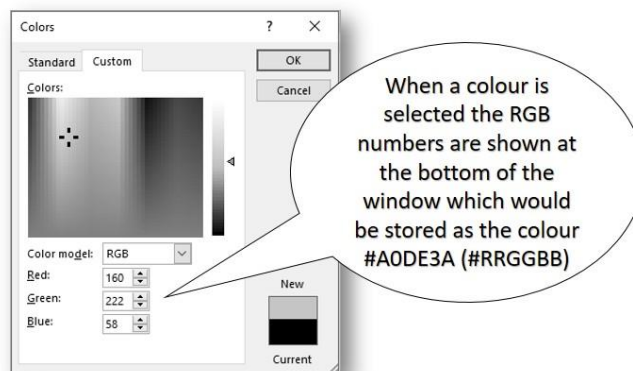 Colors ? ×
Standard Custom
OK
Cancel
Colors:
Color model: RGB
Red: 160
Green: 222
Blue: 58
New
Current
When a colour is
selected the RGB
numbers are shown at
the bottom of the
window which would
be stored as the colour
#A0DE3A (#RRGGBB)